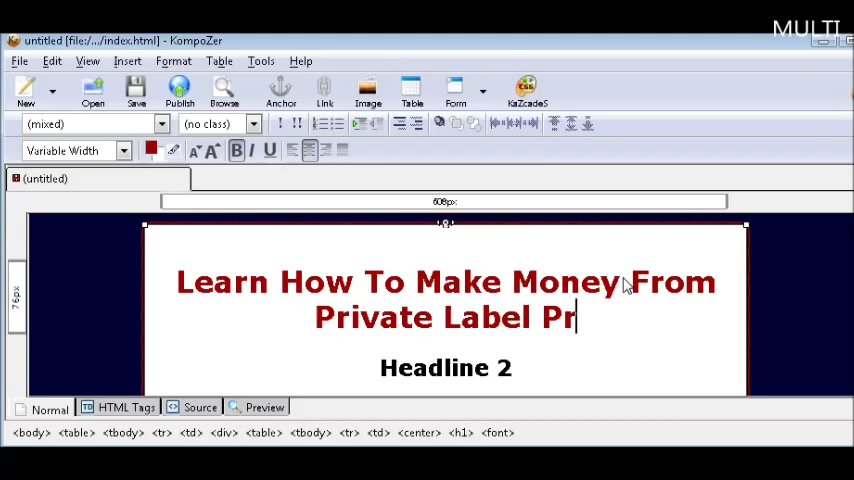 MULTI
untitled [file:/.../index.html] - KompoZer
File Edit View Insert Format Table Tools Help
New Open Save Publish Browse Anchor Link Image Table Form KaZcadeS
(mixed) (no class)
Variable Width
(untitled)
608px
76px
Learn How To Make Money From
Private Label Pr
Headline 2
Normal HTML Tags Source Preview
<body> <table> <tbody> <tr> <td> <div> <table> <tbody> <tr> <td> <center> <h1> <font>